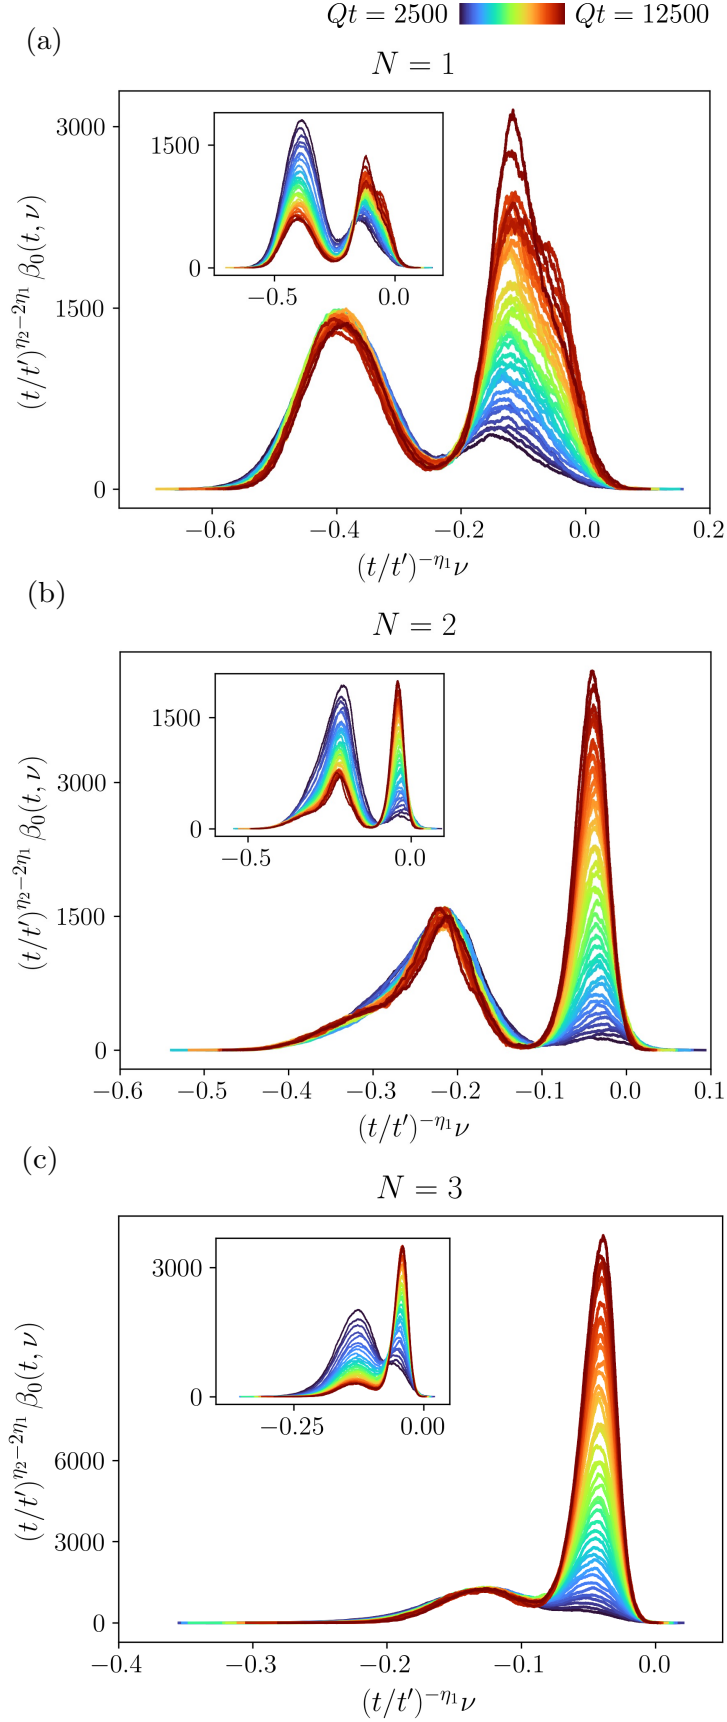 Qt = 2500 Qt = 12500
(a)
N = 1
3000
1500
0
(t/t′)^{η₂−2η₁} β₀(t, ν)
1500
0
−0.5 0.0
−0.6 −0.4 −0.2 0.0 0.2
(t/t′)^{−η₁}ν
(b)
N = 2
3000
1500
0
(t/t′)^{η₂−2η₁} β₀(t, ν)
1500
0
−0.5 0.0
−0.6 −0.5 −0.4 −0.3 −0.2 −0.1 0.0 0.1
(t/t′)^{−η₁}ν
(c)
N = 3
6000
3000
0
(t/t′)^{η₂−2η₁} β₀(t, ν)
3000
0
−0.25 0.00
−0.4 −0.3 −0.2 −0.1 0.0
(t/t′)^{−η₁}ν